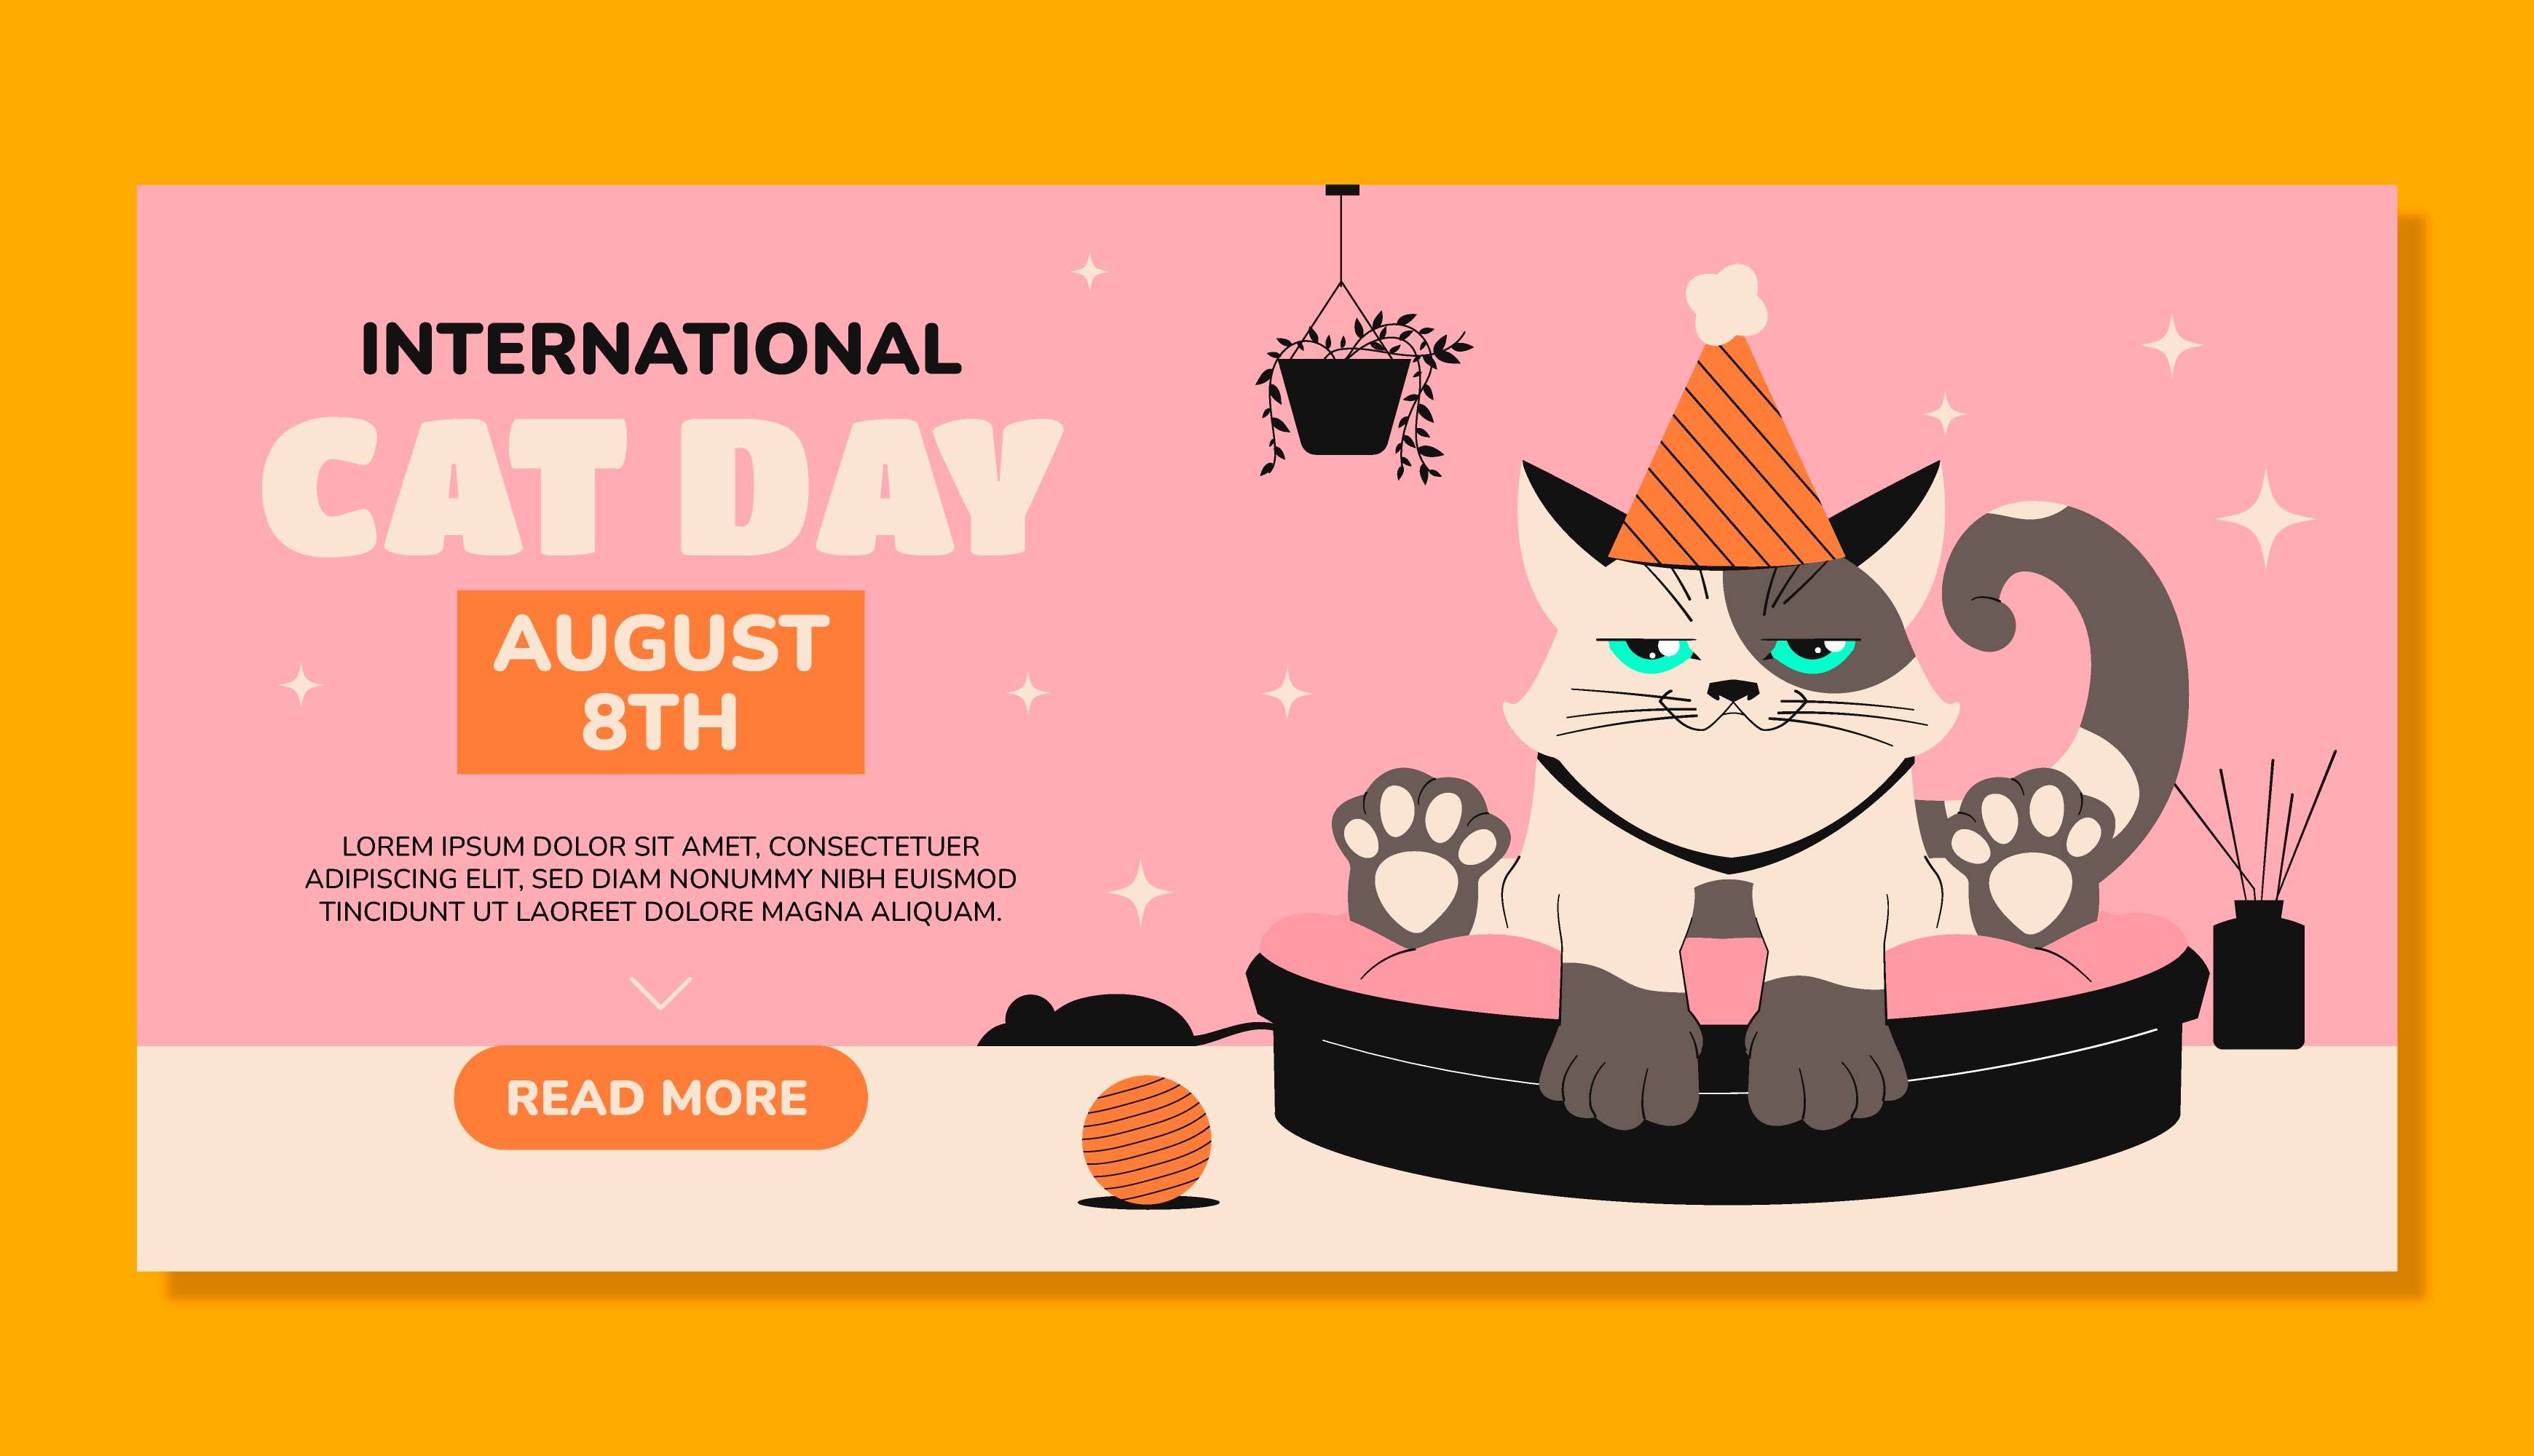 INTERNATIONAL
CAT DAY
AUGUST
8TH
LOREM IPSUM DOLOR SIT AMET, CONSECTETUER
ADIPISCING ELIT, SED DIAM NONUMMY NIBH EUISMOD
TINCIDUNT UT LAOREET DOLORE MAGNA ALIQUAM.
READ MORE